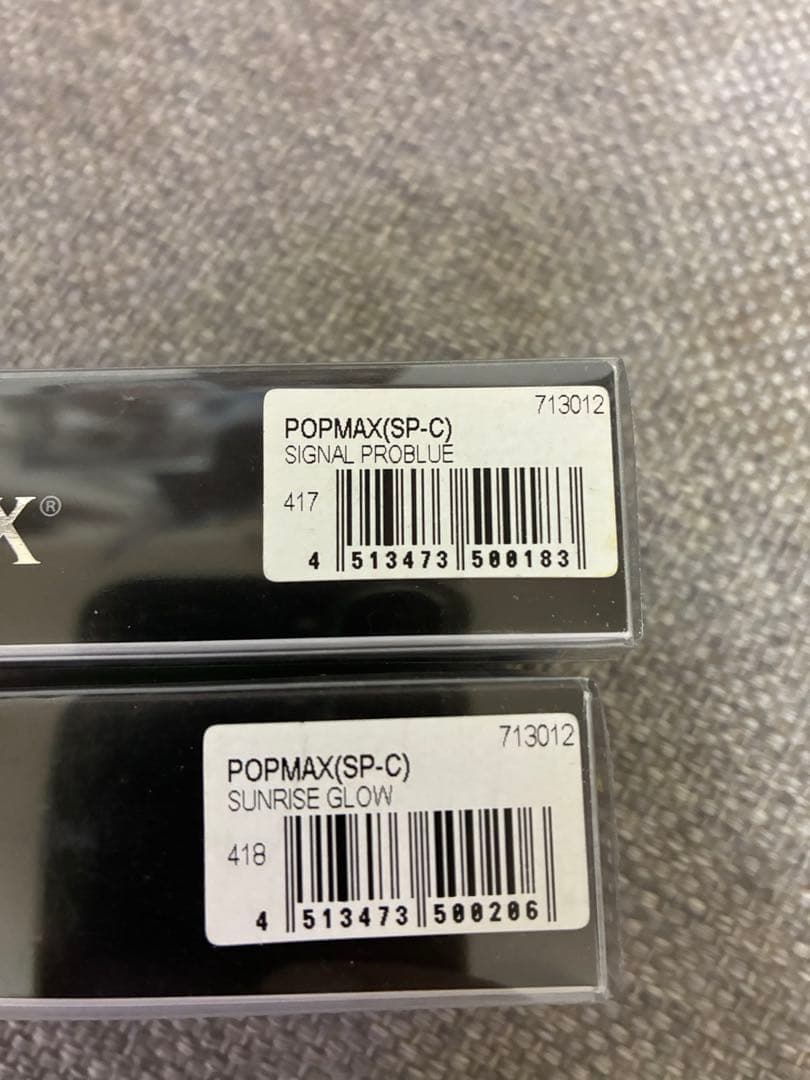 713012
POPMAX(SP-C)
SIGNAL PROBLUE
417
4 513473 500183
X®
713012
POPMAX(SP-C)
SUNRISE GLOW
418
4 513473 500206